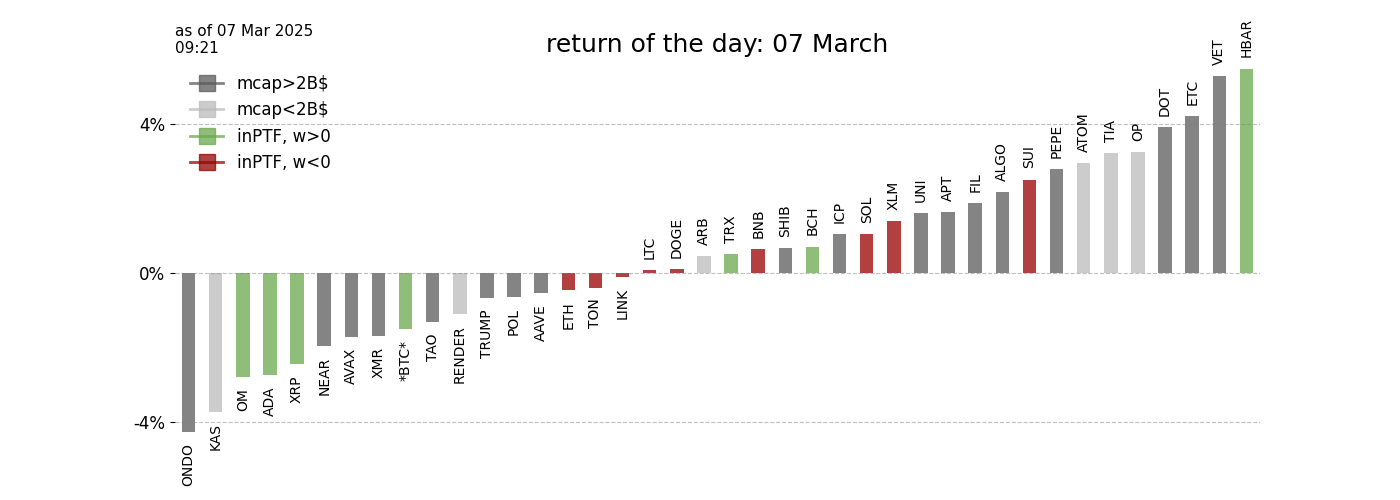 as of 07 Mar 2025
09:21
return of the day: 07 March
mcap>2B$
mcap<2B$
inPTF, w>0
inPTF, w<0
4%
0%
-4%
ONDO
KAS
OM
ADA
XRP
NEAR
AVAX
XMR
*BTC*
TAO
RENDER
TRUMP
POL
AAVE
ETH
TON
LINK
LTC
DOGE
ARB
TRX
BNB
SHIB
BCH
ICP
SOL
XLM
UNI
APT
FIL
ALGO
SUI
PEPE
ATOM
TIA
OP
DOT
ETC
VET
HBAR